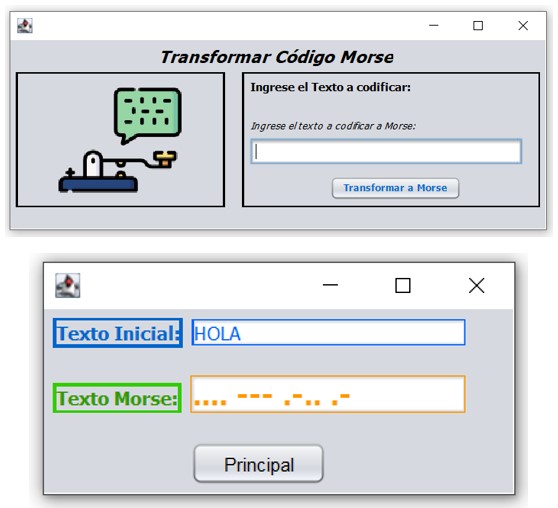 Transformar Código Morse
Ingrese el Texto a codificar:
Ingrese el texto a codificar a Morse:
Transformar a Morse
Texto Inicial:
HOLA
Texto Morse:
.... --- .-.. .-
Principal